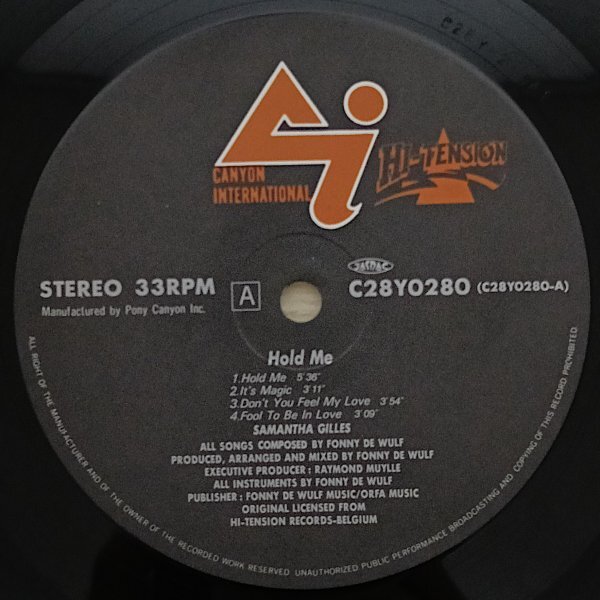 CANYON
INTERNATIONAL
HI-TENSION
STEREO 33RPM
Manufactured by Pony Canyon Inc.
A
JASRAC
C28Y0280 (C28Y0280-A)
Hold Me
1.Hold Me 5'36"
2.It's Magic 3'11"
3.Don't You Feel My Love 3'54"
4.Fool To Be In Love 3'09"
SAMANTHA GILLES
ALL SONGS COMPOSED BY FONNY DE WULF
PRODUCED, ARRANGED AND MIXED BY FONNY DE WULF
EXECUTIVE PRODUCER : RAYMOND MUYLLE
ALL INSTRUMENTS BY FONNY DE WULF
PUBLISHER : FONNY DE WULF MUSIC/ORFA MUSIC
ORIGINAL LICENSED FROM
HI-TENSION RECORDS-BELGIUM
ALL RIGHT OF THE MANUFACTURER AND OF THE OWNER OF THE RECORDED WORK RESERVED UNAUTHORIZED PUBLIC PERFORMANCE BROADCASTING AND COPYING OF THIS RECORD PROHIBITED